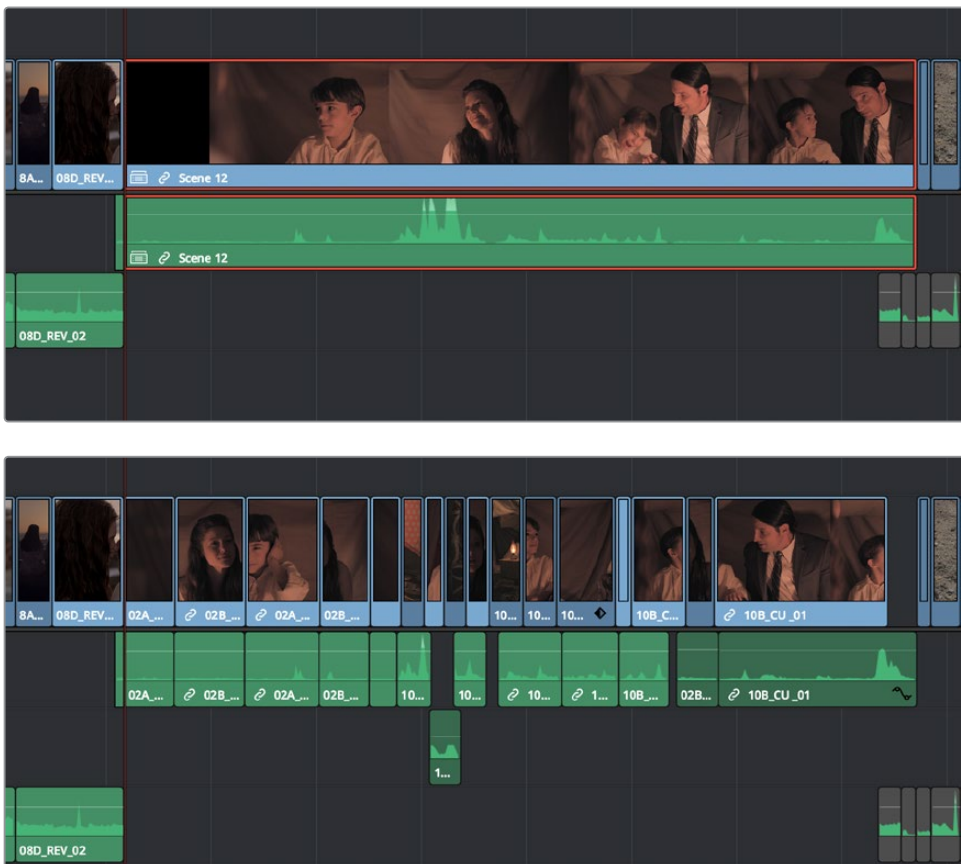 8A... 08D_REV... Scene 12
Scene 12
08D_REV_02
8A... 08D_REV... 02A_... 02B_... 02A_... 02B_... 10... 10... 10... 10B_C... 10B_CU_01
02A_... 02B_... 02A_... 02B_... 10... 10... 10... 1... 10B_... 02B... 10B_CU_01
1...
08D_REV_02